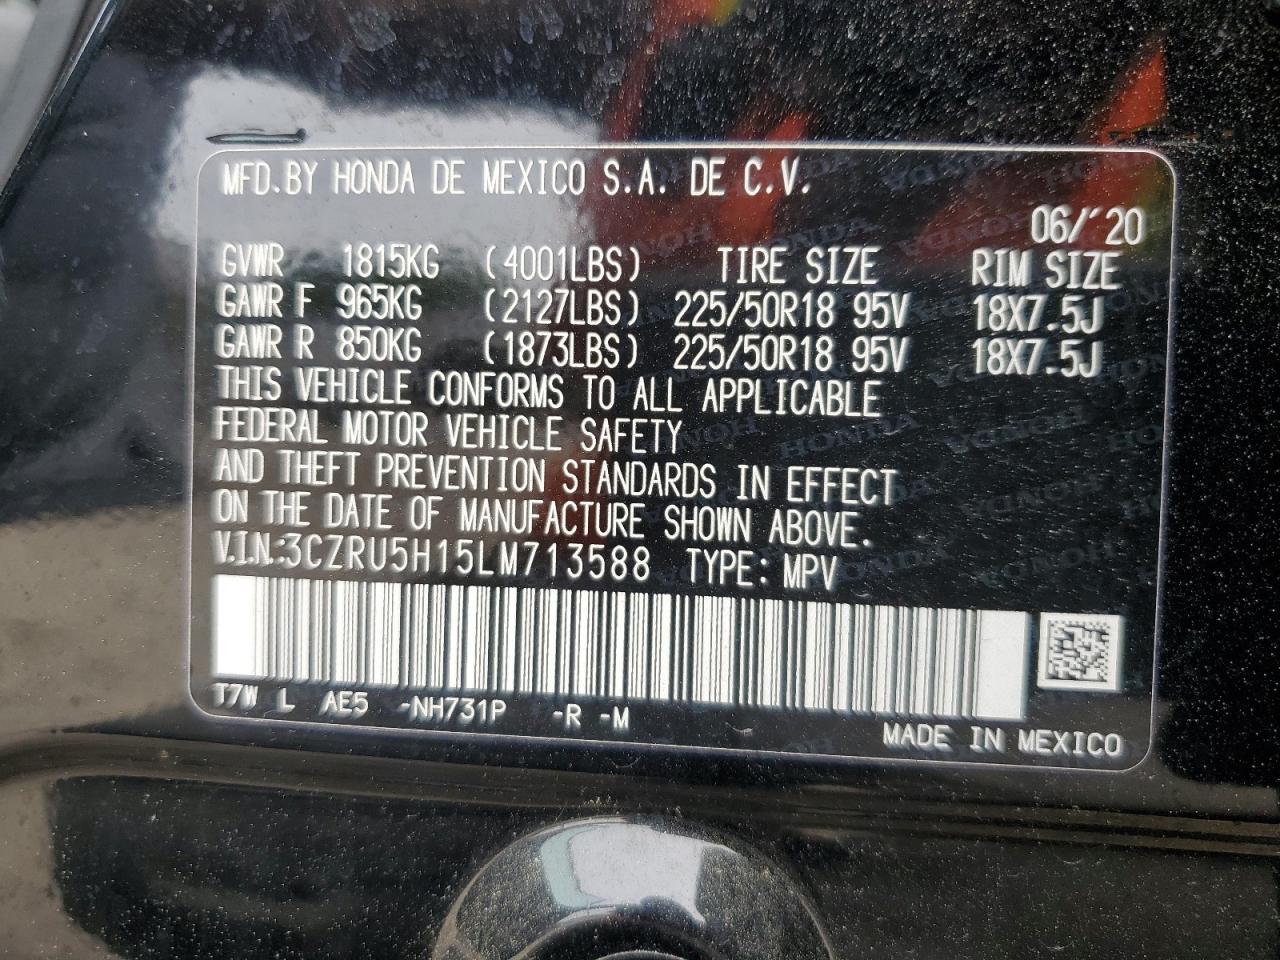 MFD.BY HONDA DE MEXICO S.A. DE C.V.
06/'20
GVWR 1815KG (4001LBS) TIRE SIZE RIM SIZE
GAWR F 965KG (2127LBS) 225/50R18 95V 18X7.5J
GAWR R 850KG (1873LBS) 225/50R18 95V 18X7.5J
THIS VEHICLE CONFORMS TO ALL APPLICABLE
FEDERAL MOTOR VEHICLE SAFETY
AND THEFT PREVENTION STANDARDS IN EFFECT
ON THE DATE OF MANUFACTURE SHOWN ABOVE.
V.I.N.:3CZRU5H15LM713588 TYPE: MPV
T7W L AE5 -NH731P -R -M
MADE IN MEXICO